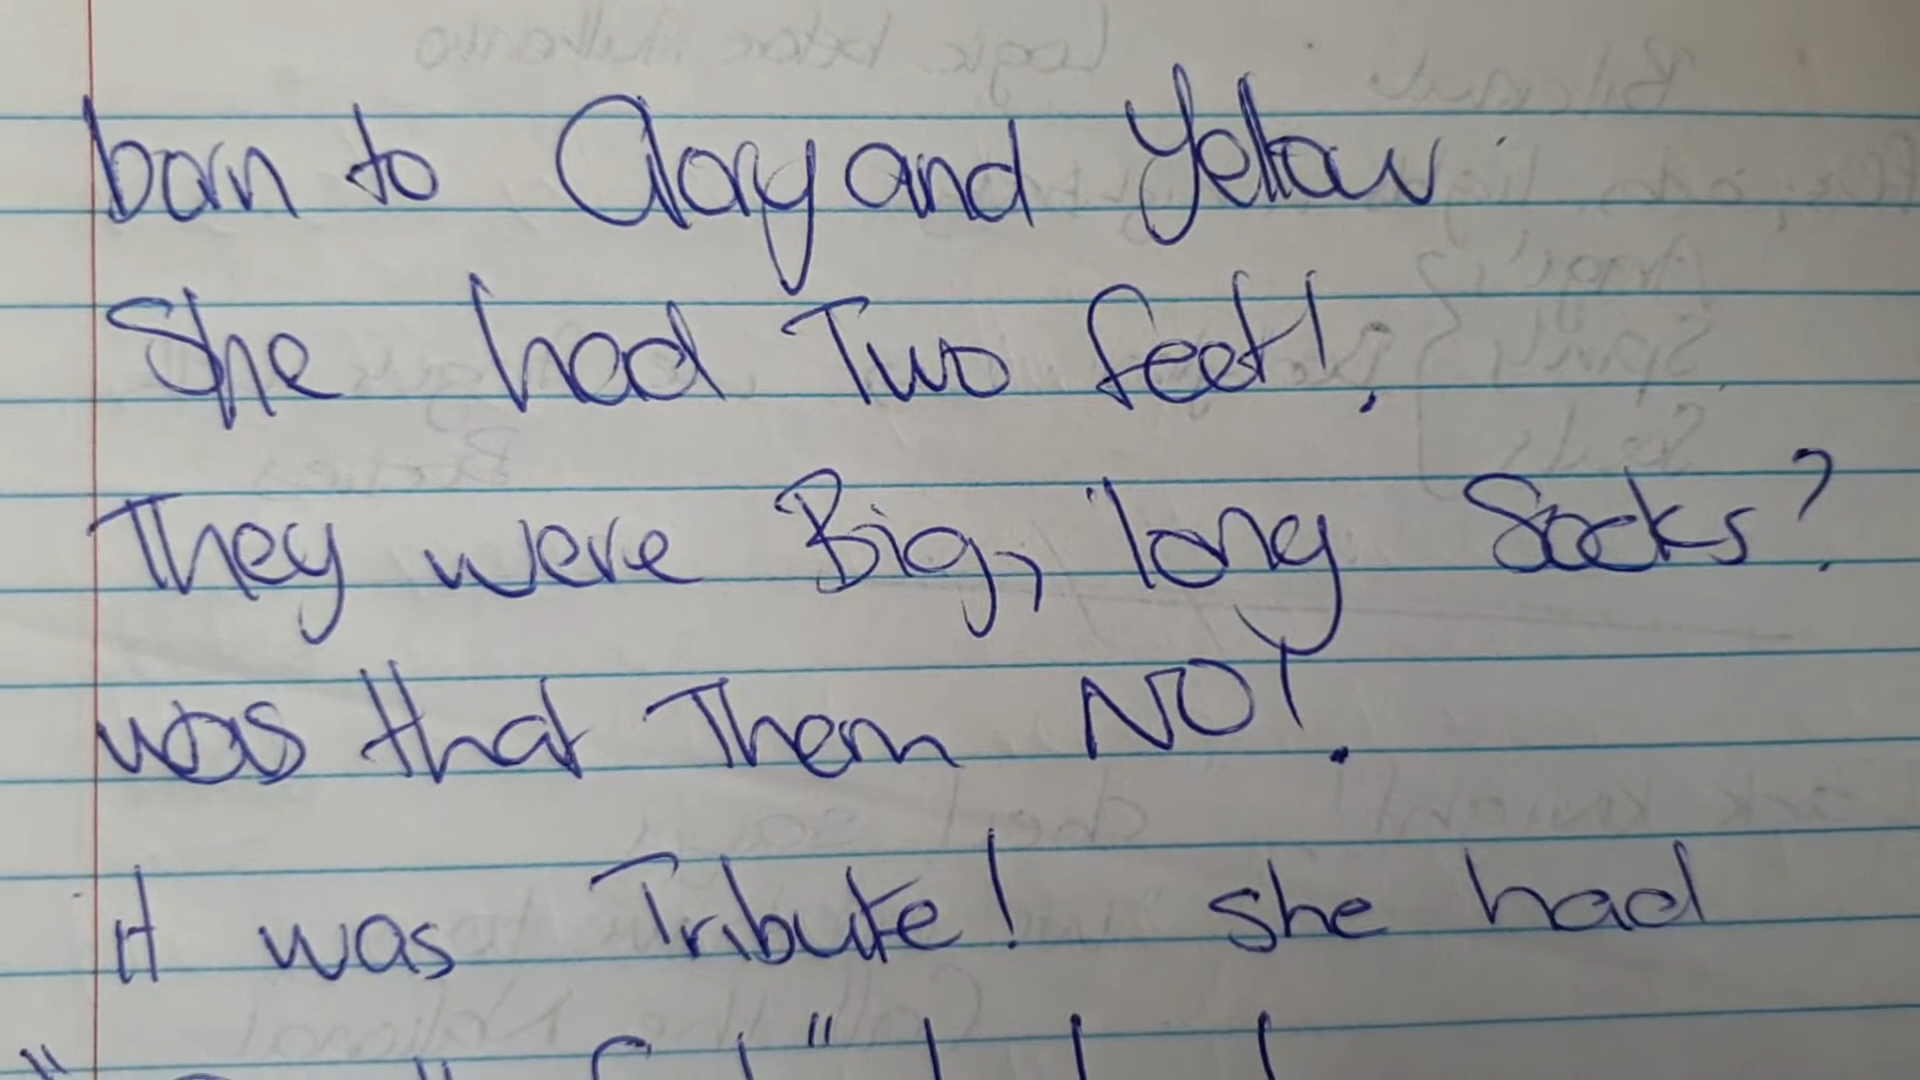 born to Glory and Yellow
She had Two feet!
They were Big, long Socks?
was that Them NO!
it was Tribute! She had